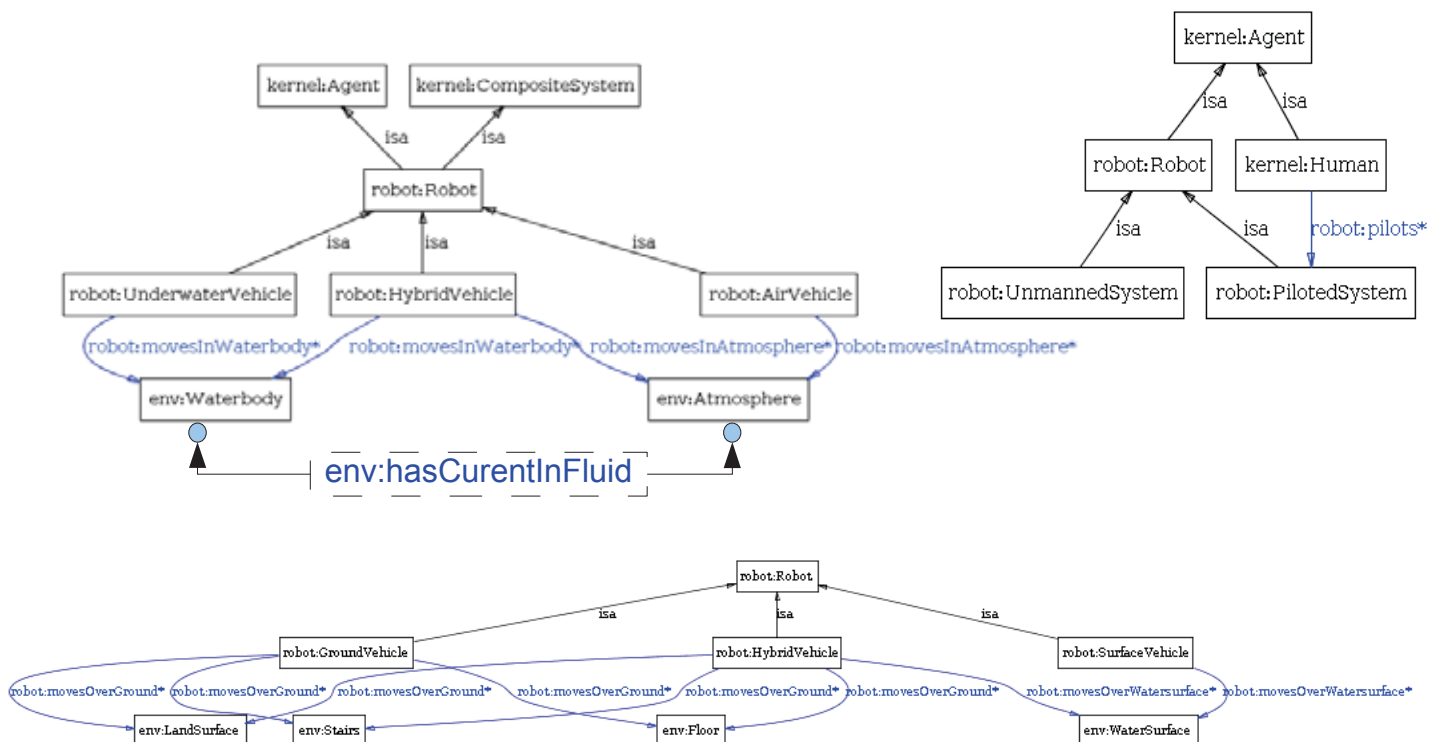 kernel:Agent
kernel:CompositeSystem
isa
isa
robot:Robot
isa
isa
isa
robot:UnderwaterVehicle
robot:HybridVehicle
robot:AirVehicle
robot:movesInWaterbody*
robot:movesInWaterbody*
robot:movesInAtmosphere*
robot:movesInAtmosphere*
env:Waterbody
env:Atmosphere
env:hasCurentInFluid
kernel:Agent
isa
isa
robot:Robot
kernel:Human
isa
isa
robot:pilots*
robot:UnmannedSystem
robot:PilotedSystem
robot:Robot
isa
isa
isa
robot:GroundVehicle
robot:HybridVehicle
robot:SurfaceVehicle
robot:movesOverGround*
robot:movesOverGround*
robot:movesOverGround*
robot:movesOverGround*
robot:movesOverGround*
robot:movesOverGround*
robot:movesOverWatersurface*
robot:movesOverWatersurface*
env:LandSurface
env:Stairs
env:Floor
env:WaterSurface